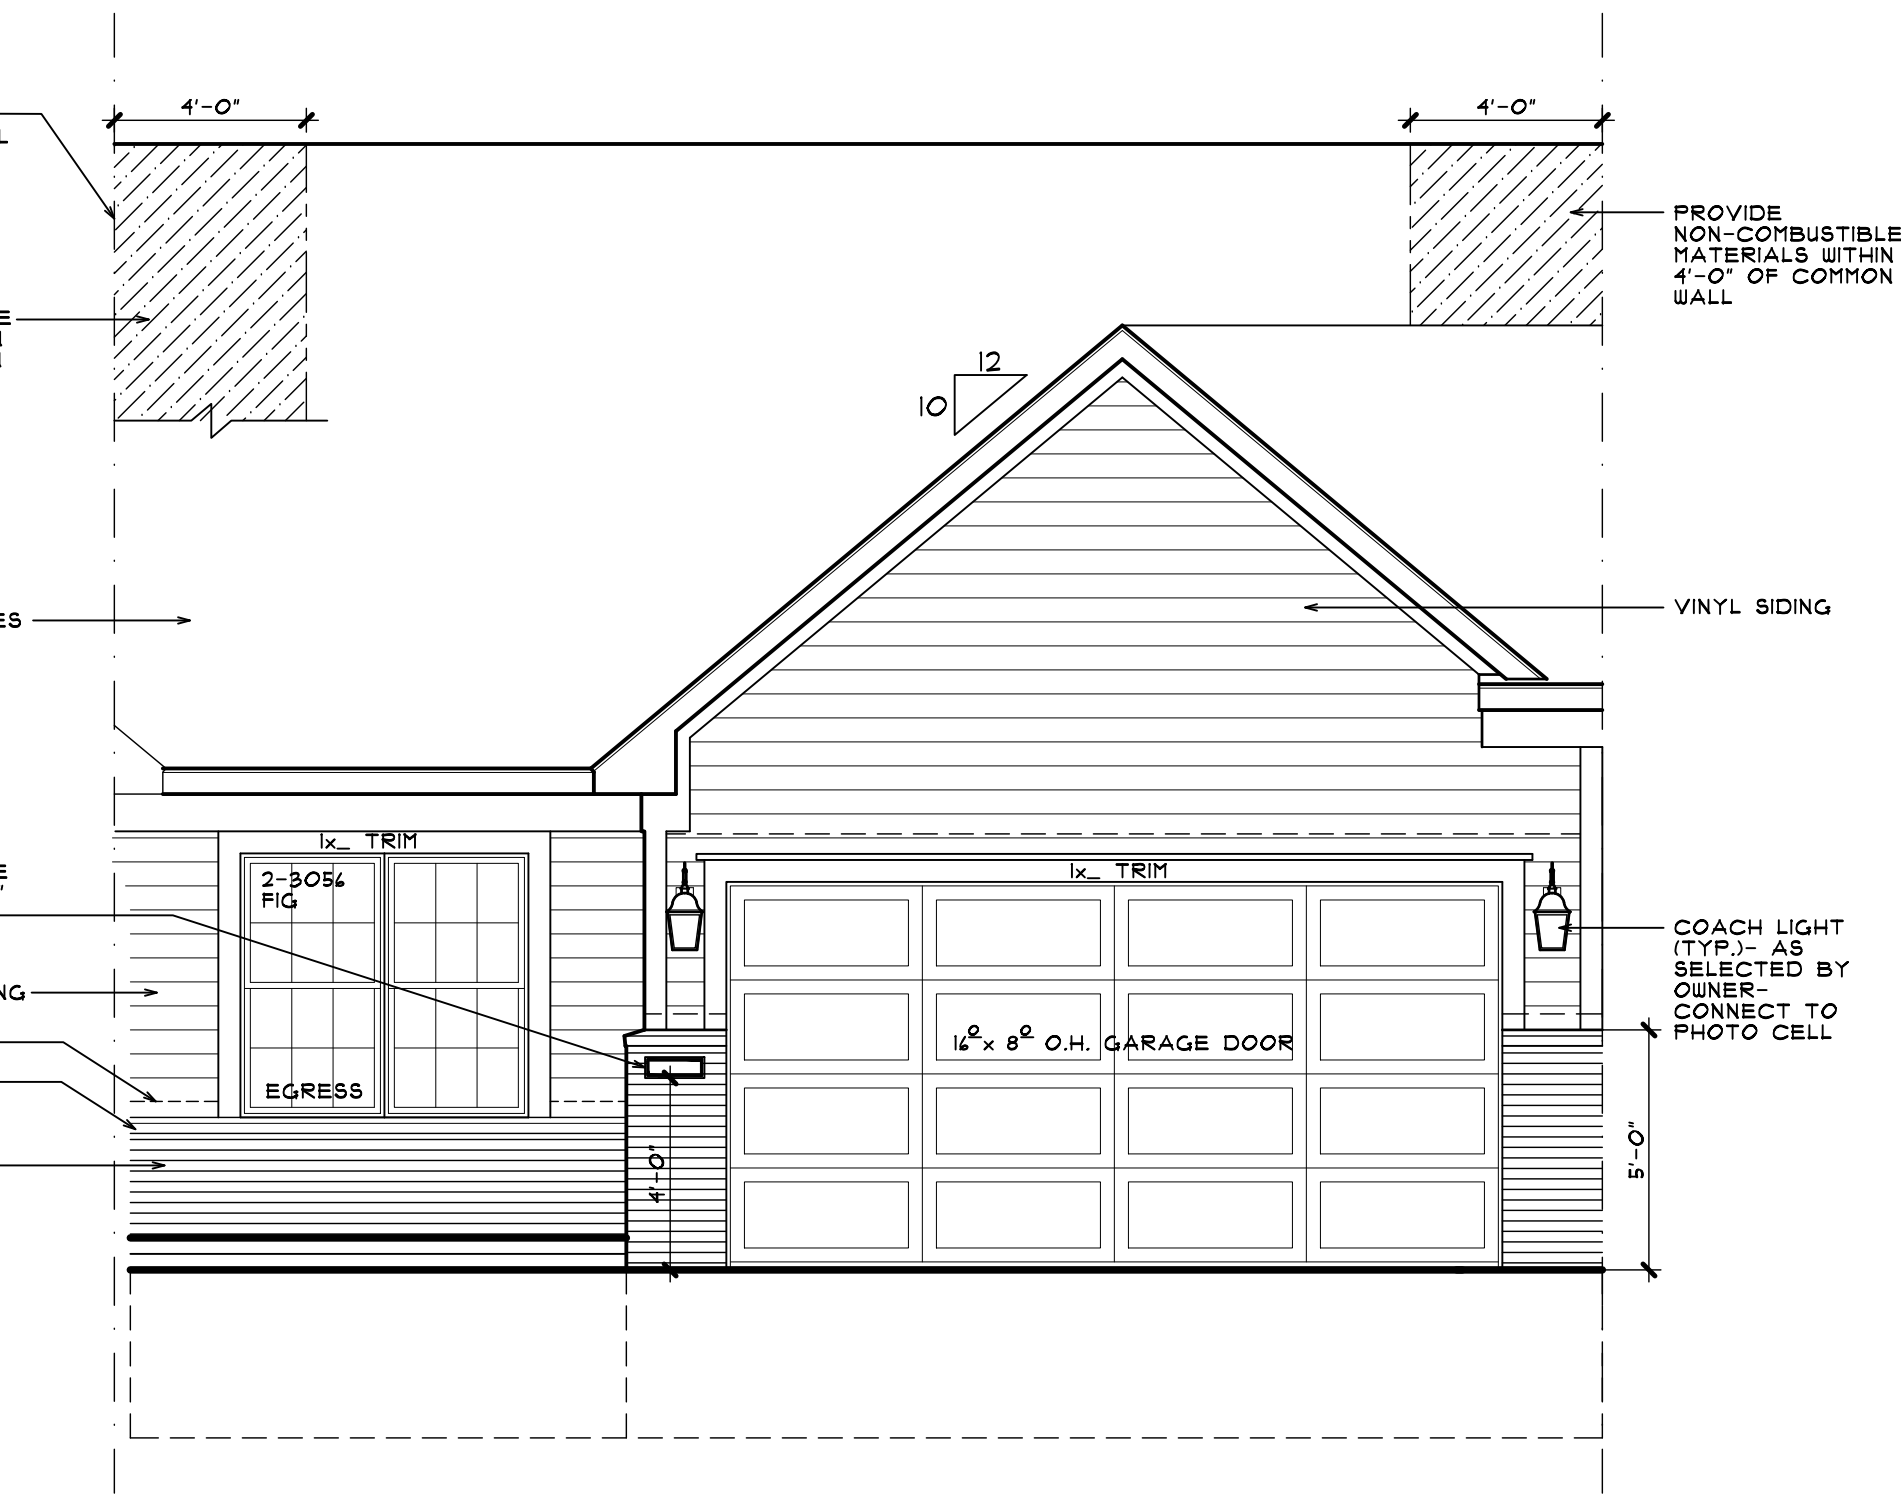 4'-0"
4'-0"
PROVIDE
NON-COMBUSTIBLE
MATERIALS WITHIN
4'-0" OF COMMON
WALL
12
10
ES
VINYL SIDING
1x_ TRIM
2-3056
FIG
1x_ TRIM
COACH LIGHT
(TYP.)- AS
SELECTED BY
OWNER-
CONNECT TO
PHOTO CELL
NG
16⁰ x 8⁰ O.H. GARAGE DOOR
EGRESS
4'-0"
5'-0"